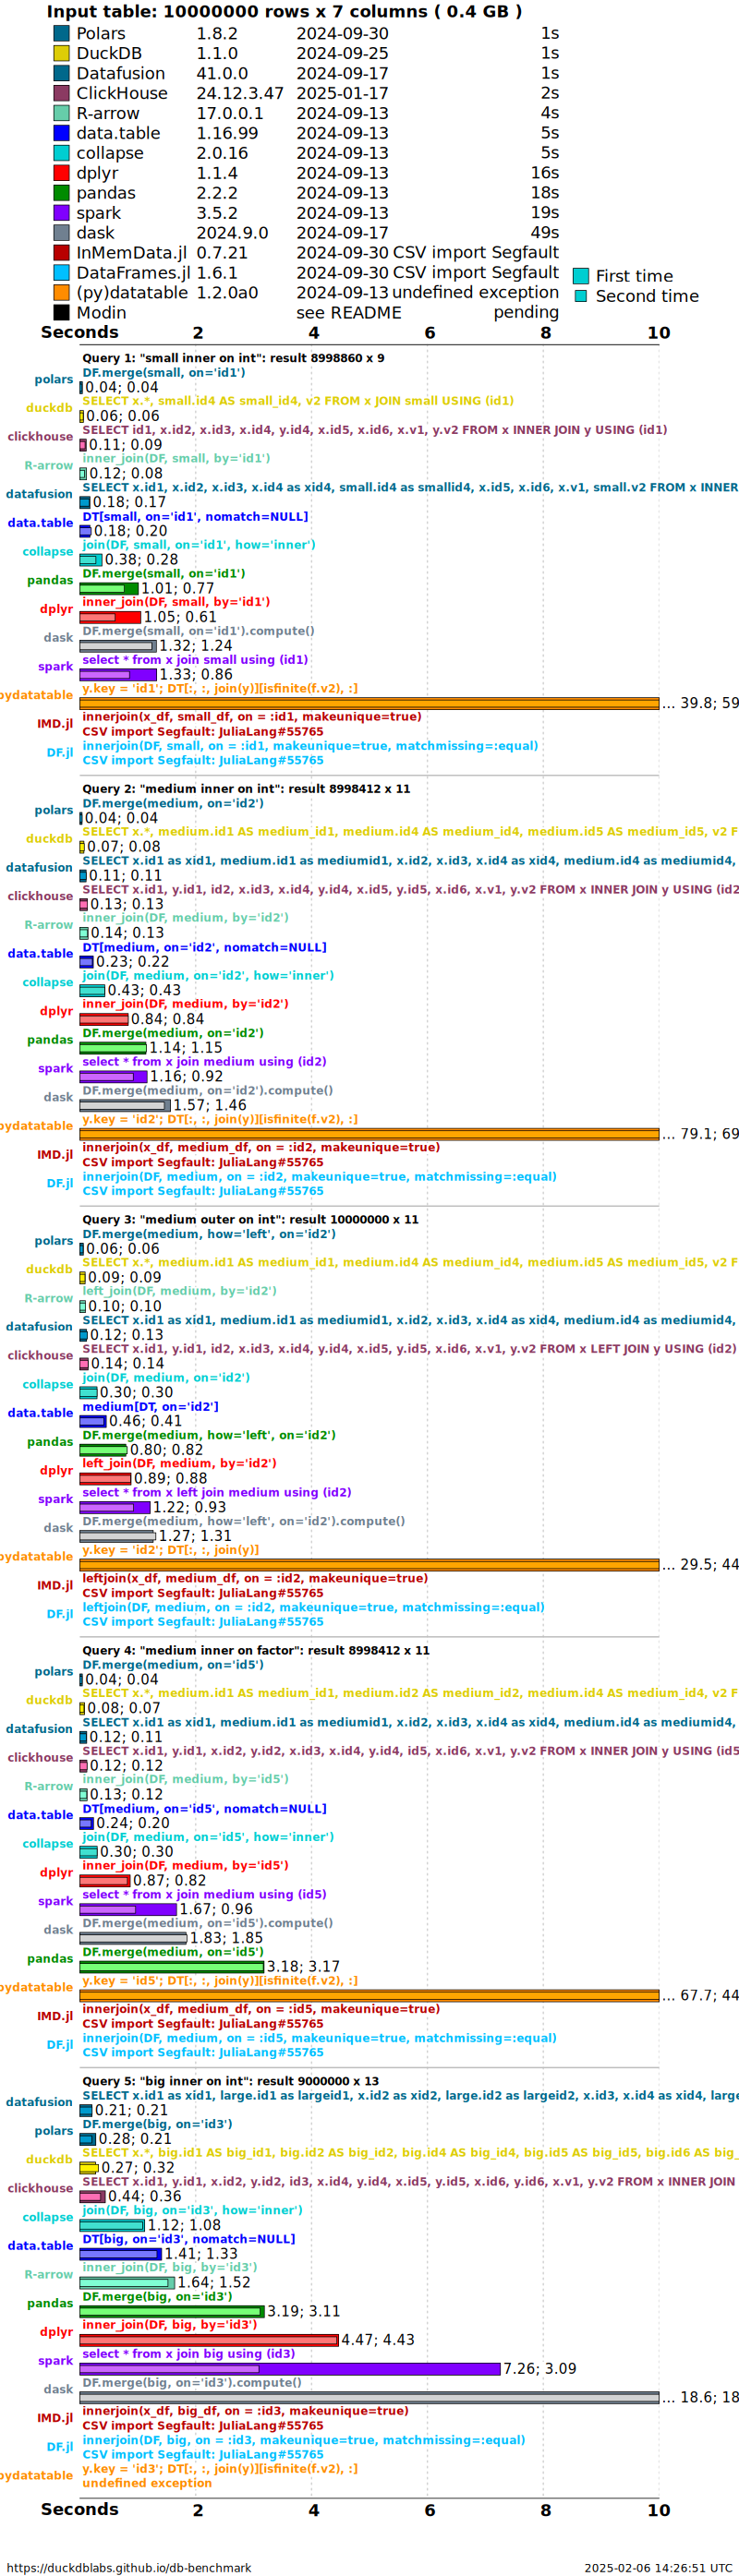 Input table: 10000000 rows x 7 columns ( 0.4 GB )
Polars 1.8.2 2024-09-30 1s
DuckDB 1.1.0 2024-09-25 1s
Datafusion 41.0.0 2024-09-17 1s
ClickHouse 24.12.3.47 2025-01-17 2s
R-arrow 17.0.0.1 2024-09-13 4s
data.table 1.16.99 2024-09-13 5s
collapse 2.0.16 2024-09-13 5s
dplyr 1.1.4 2024-09-13 16s
pandas 2.2.2 2024-09-13 18s
spark 3.5.2 2024-09-13 19s
dask 2024.9.0 2024-09-17 49s
InMemData.jl 0.7.21 2024-09-30 CSV import Segfault
DataFrames.jl 1.6.1 2024-09-30 CSV import Segfault
(py)datatable 1.2.0a0 2024-09-13 undefined exception
Modin see README pending
First time
Second time
Seconds 2 4 6 8 10
Query 1: "small inner on int": result 8998860 x 9
polars DF.merge(small, on='id1')
0.04; 0.04
duckdb SELECT x.*, small.id4 AS small_id4, v2 FROM x JOIN small USING (id1)
0.06; 0.06
clickhouse SELECT id1, x.id2, x.id3, x.id4, y.id4, x.id5, x.id6, x.v1, y.v2 FROM x INNER JOIN y USING (id1)
0.11; 0.09
R-arrow inner_join(DF, small, by='id1')
0.12; 0.08
datafusion SELECT x.id1, x.id2, x.id3, x.id4 as xid4, small.id4 as smallid4, x.id5, x.id6, x.v1, small.v2 FROM x INNER
0.18; 0.17
data.table DT[small, on='id1', nomatch=NULL]
0.18; 0.20
collapse join(DF, small, on='id1', how='inner')
0.38; 0.28
pandas DF.merge(small, on='id1')
1.01; 0.77
dplyr inner_join(DF, small, by='id1')
1.05; 0.61
dask DF.merge(small, on='id1').compute()
1.32; 1.24
spark select * from x join small using (id1)
1.33; 0.86
pydatatable y.key = 'id1'; DT[:, :, join(y)][isfinite(f.v2), :]
... 39.8; 59
IMD.jl innerjoin(x_df, small_df, on = :id1, makeunique=true)
CSV import Segfault: JuliaLang#55765
DF.jl innerjoin(DF, small, on = :id1, makeunique=true, matchmissing=:equal)
CSV import Segfault: JuliaLang#55765
Query 2: "medium inner on int": result 8998412 x 11
polars DF.merge(medium, on='id2')
0.04; 0.04
duckdb SELECT x.*, medium.id1 AS medium_id1, medium.id4 AS medium_id4, medium.id5 AS medium_id5, v2 F
0.07; 0.08
datafusion SELECT x.id1 as xid1, medium.id1 as mediumid1, x.id2, x.id3, x.id4 as xid4, medium.id4 as mediumid4,
0.11; 0.11
clickhouse SELECT x.id1, y.id1, id2, x.id3, x.id4, y.id4, x.id5, y.id5, x.id6, x.v1, y.v2 FROM x INNER JOIN y USING (id2
0.13; 0.13
R-arrow inner_join(DF, medium, by='id2')
0.14; 0.13
data.table DT[medium, on='id2', nomatch=NULL]
0.23; 0.22
collapse join(DF, medium, on='id2', how='inner')
0.43; 0.43
dplyr inner_join(DF, medium, by='id2')
0.84; 0.84
pandas DF.merge(medium, on='id2')
1.14; 1.15
spark select * from x join medium using (id2)
1.16; 0.92
dask DF.merge(medium, on='id2').compute()
1.57; 1.46
pydatatable y.key = 'id2'; DT[:, :, join(y)][isfinite(f.v2), :]
... 79.1; 69
IMD.jl innerjoin(x_df, medium_df, on = :id2, makeunique=true)
CSV import Segfault: JuliaLang#55765
DF.jl innerjoin(DF, medium, on = :id2, makeunique=true, matchmissing=:equal)
CSV import Segfault: JuliaLang#55765
Query 3: "medium outer on int": result 10000000 x 11
polars DF.merge(medium, how='left', on='id2')
0.06; 0.06
duckdb SELECT x.*, medium.id1 AS medium_id1, medium.id4 AS medium_id4, medium.id5 AS medium_id5, v2 F
0.09; 0.09
R-arrow left_join(DF, medium, by='id2')
0.10; 0.10
datafusion SELECT x.id1 as xid1, medium.id1 as mediumid1, x.id2, x.id3, x.id4 as xid4, medium.id4 as mediumid4,
0.12; 0.13
clickhouse SELECT x.id1, y.id1, id2, x.id3, x.id4, y.id4, x.id5, y.id5, x.id6, x.v1, y.v2 FROM x LEFT JOIN y USING (id2)
0.14; 0.14
collapse join(DF, medium, on='id2')
0.30; 0.30
data.table medium[DT, on='id2']
0.46; 0.41
pandas DF.merge(medium, how='left', on='id2')
0.80; 0.82
dplyr left_join(DF, medium, by='id2')
0.89; 0.88
spark select * from x left join medium using (id2)
1.22; 0.93
dask DF.merge(medium, how='left', on='id2').compute()
1.27; 1.31
pydatatable y.key = 'id2'; DT[:, :, join(y)]
... 29.5; 44
IMD.jl leftjoin(x_df, medium_df, on = :id2, makeunique=true)
CSV import Segfault: JuliaLang#55765
DF.jl leftjoin(DF, medium, on = :id2, makeunique=true, matchmissing=:equal)
CSV import Segfault: JuliaLang#55765
Query 4: "medium inner on factor": result 8998412 x 11
polars DF.merge(medium, on='id5')
0.04; 0.04
duckdb SELECT x.*, medium.id1 AS medium_id1, medium.id2 AS medium_id2, medium.id4 AS medium_id4, v2 F
0.08; 0.07
datafusion SELECT x.id1 as xid1, medium.id1 as mediumid1, x.id2, x.id3, x.id4 as xid4, medium.id4 as mediumid4,
0.12; 0.11
clickhouse SELECT x.id1, y.id1, x.id2, y.id2, x.id3, x.id4, y.id4, id5, x.id6, x.v1, y.v2 FROM x INNER JOIN y USING (id5
0.12; 0.12
R-arrow inner_join(DF, medium, by='id5')
0.13; 0.12
data.table DT[medium, on='id5', nomatch=NULL]
0.24; 0.20
collapse join(DF, medium, on='id5', how='inner')
0.30; 0.30
dplyr inner_join(DF, medium, by='id5')
0.87; 0.82
spark select * from x join medium using (id5)
1.67; 0.96
dask DF.merge(medium, on='id5').compute()
1.83; 1.85
pandas DF.merge(medium, on='id5')
3.18; 3.17
pydatatable y.key = 'id5'; DT[:, :, join(y)][isfinite(f.v2), :]
... 67.7; 44
IMD.jl innerjoin(x_df, medium_df, on = :id5, makeunique=true)
CSV import Segfault: JuliaLang#55765
DF.jl innerjoin(DF, medium, on = :id5, makeunique=true, matchmissing=:equal)
CSV import Segfault: JuliaLang#55765
Query 5: "big inner on int": result 9000000 x 13
datafusion SELECT x.id1 as xid1, large.id1 as largeid1, x.id2 as xid2, large.id2 as largeid2, x.id3, x.id4 as xid4, large
0.21; 0.21
polars DF.merge(big, on='id3')
0.28; 0.21
duckdb SELECT x.*, big.id1 AS big_id1, big.id2 AS big_id2, big.id4 AS big_id4, big.id5 AS big_id5, big.id6 AS big_
0.27; 0.32
clickhouse SELECT x.id1, y.id1, x.id2, y.id2, id3, x.id4, y.id4, x.id5, y.id5, x.id6, y.id6, x.v1, y.v2 FROM x INNER JOIN
0.44; 0.36
collapse join(DF, big, on='id3', how='inner')
1.12; 1.08
data.table DT[big, on='id3', nomatch=NULL]
1.41; 1.33
R-arrow inner_join(DF, big, by='id3')
1.64; 1.52
pandas DF.merge(big, on='id3')
3.19; 3.11
dplyr inner_join(DF, big, by='id3')
4.47; 4.43
spark select * from x join big using (id3)
7.26; 3.09
dask DF.merge(big, on='id3').compute()
... 18.6; 18
IMD.jl innerjoin(x_df, big_df, on = :id3, makeunique=true)
CSV import Segfault: JuliaLang#55765
DF.jl innerjoin(DF, big, on = :id3, makeunique=true, matchmissing=:equal)
CSV import Segfault: JuliaLang#55765
pydatatable y.key = 'id3'; DT[:, :, join(y)][isfinite(f.v2), :]
undefined exception
Seconds 2 4 6 8 10
https://duckdblabs.github.io/db-benchmark 2025-02-06 14:26:51 UTC